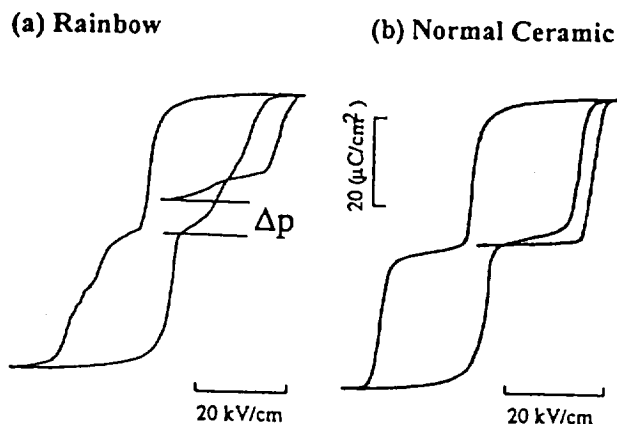 (a) Rainbow
(b) Normal Ceramic
20 (μC/cm²)
Δp
20 kV/cm
20 kV/cm